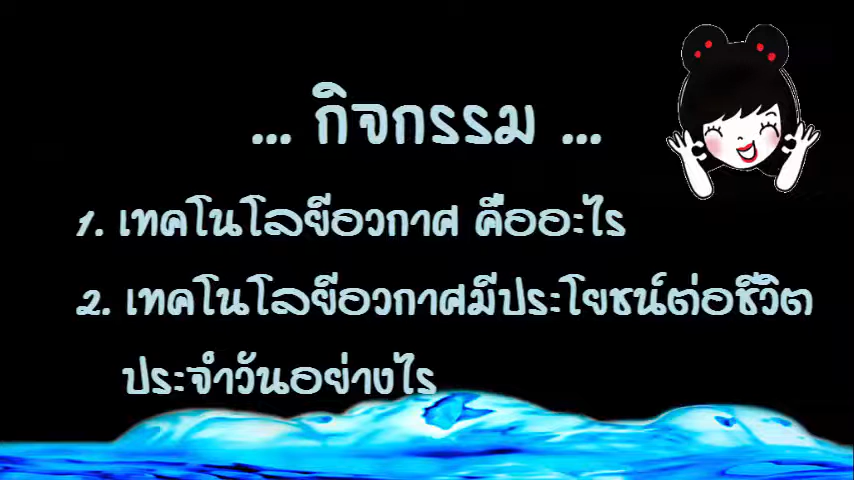 ... กิจกรรม ...
1. เทคโนโลยีอวกาศ คืออะไร
2. เทคโนโลยีอวกาศมีประโยชน์ต่อชีวิต
ประจำวันอย่างไร